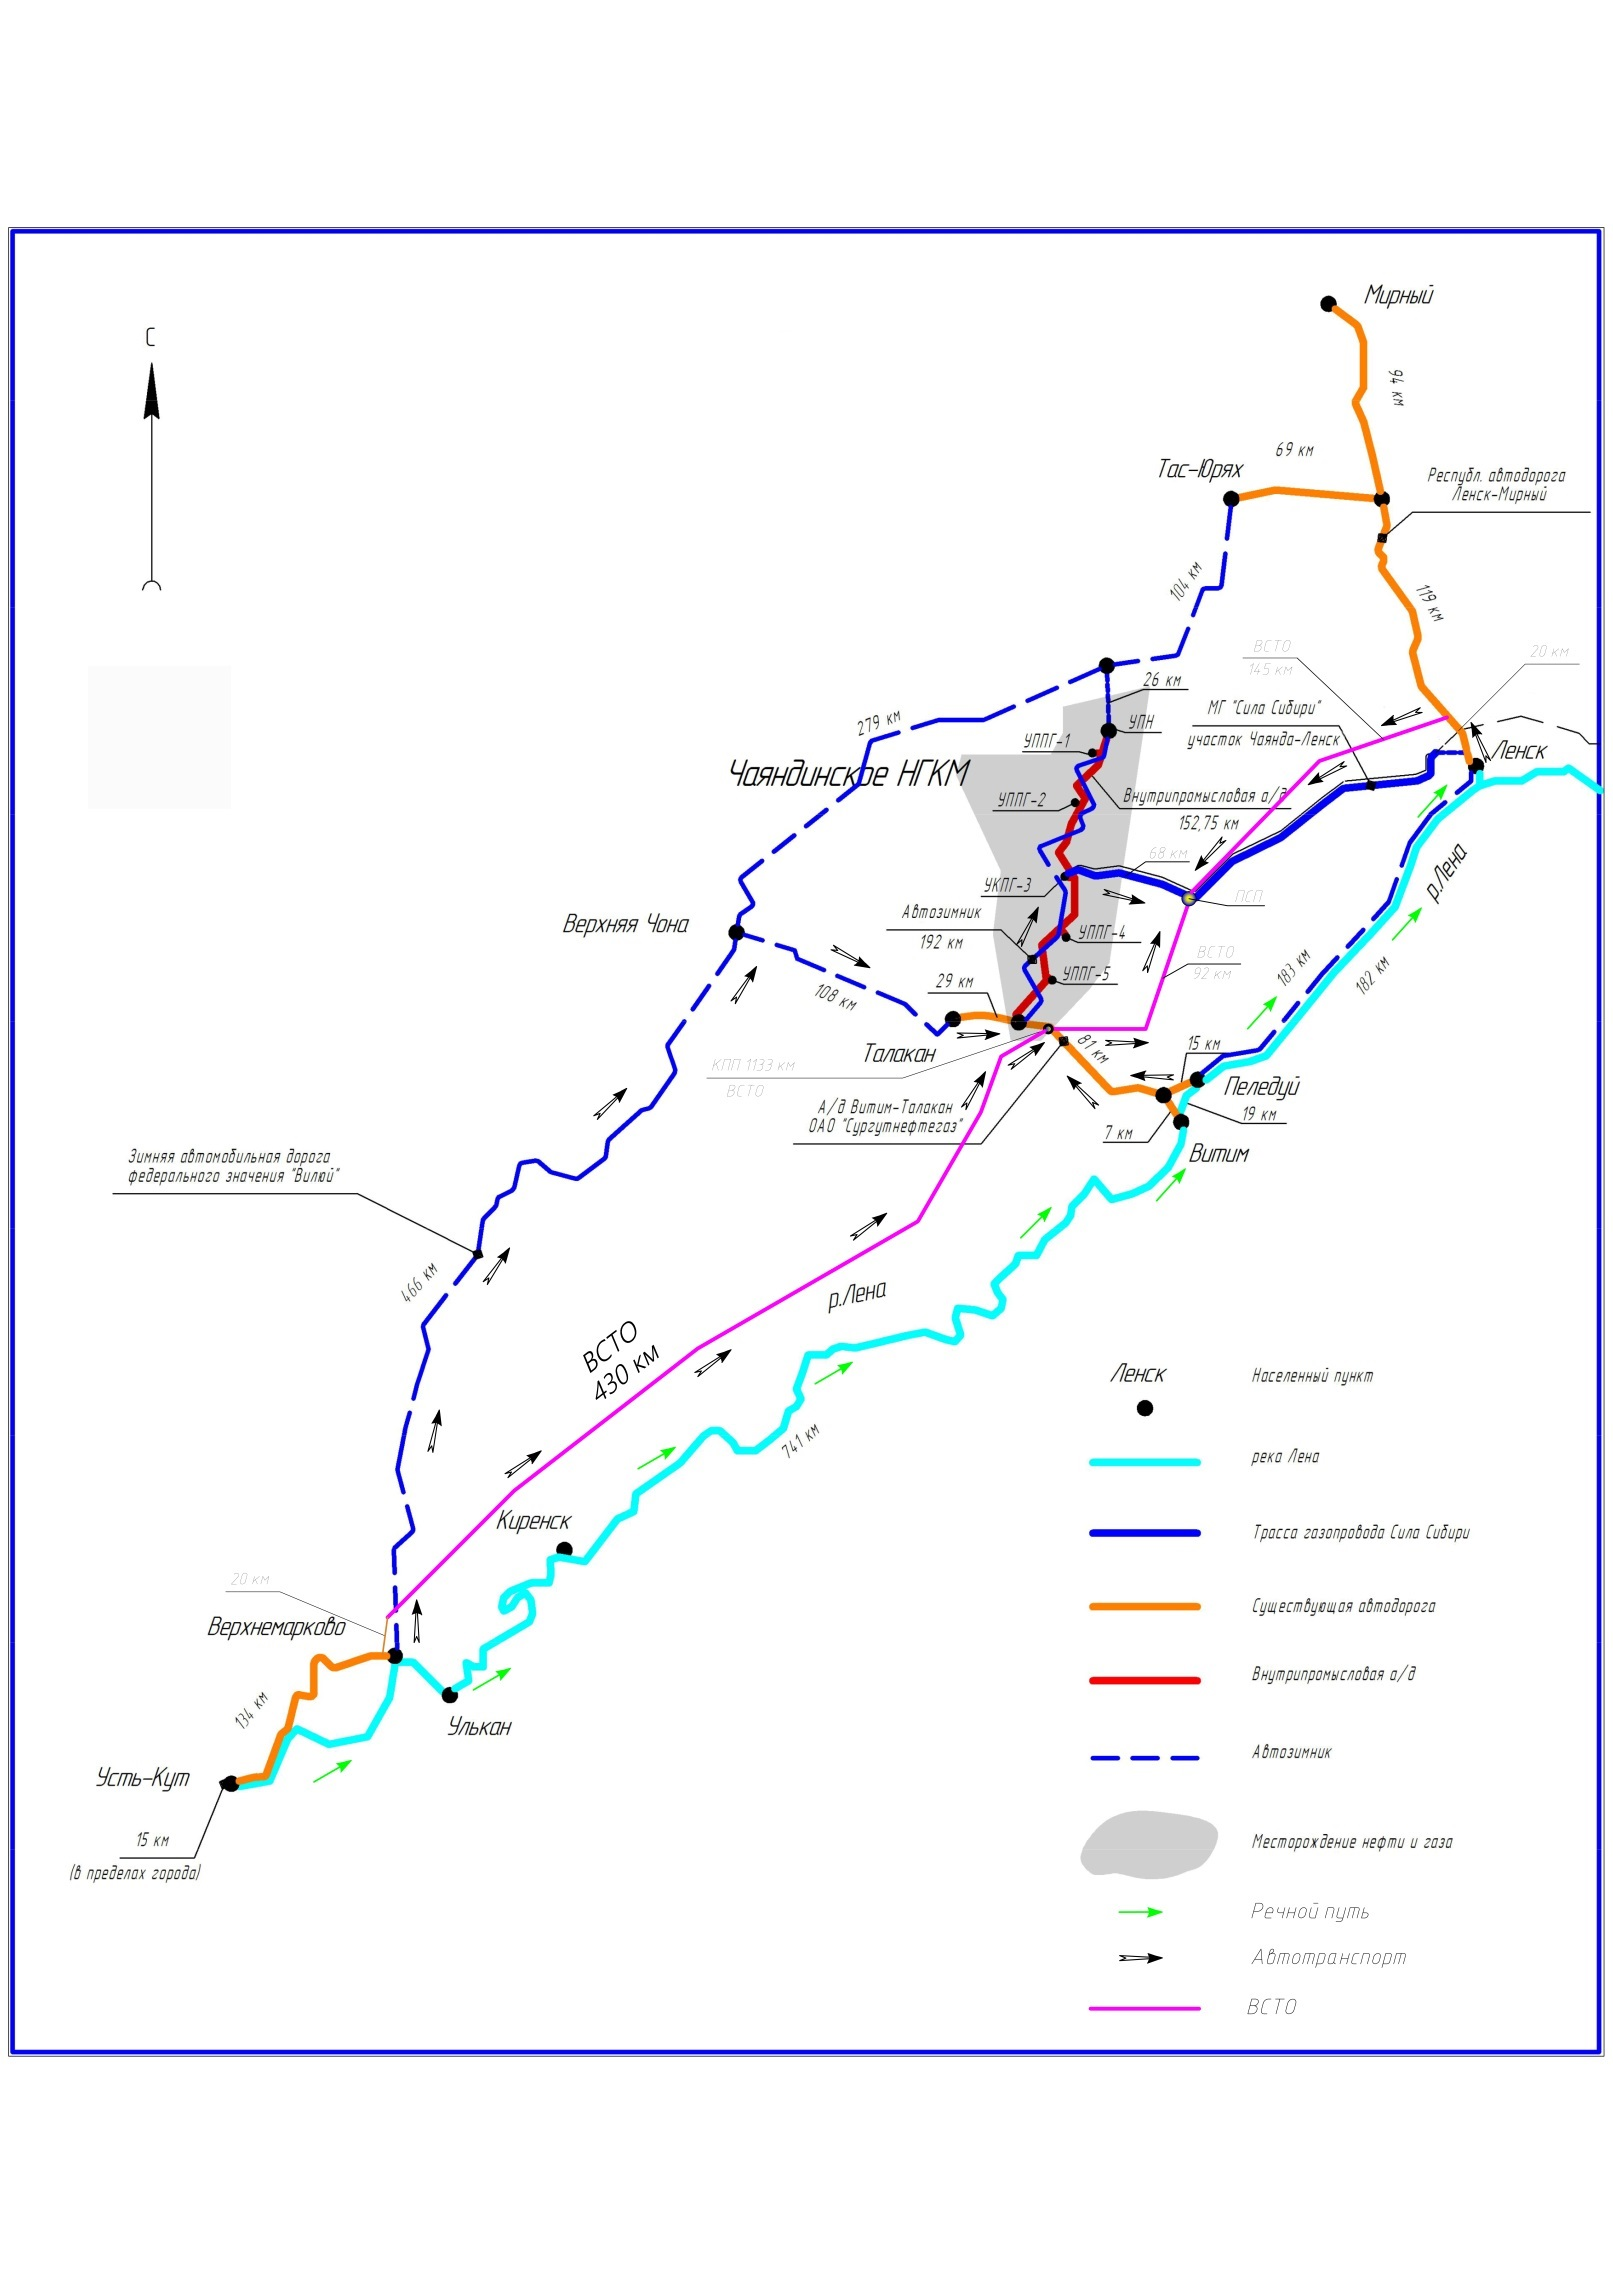 Мирный
С
94 км
69 км
Тас-Юрях
Республ. автодорога
Ленск-Мирный
104 км
119 км
ВСТО
145 км
20 км
26 км
МГ "Сила Сибири"
участок Чаянда-Ленск
279 км
УПН
УППГ-1
Ленск
Чаяндинское НГКМ
УППГ-2
Внутрипромысловая а/д
152,75 км
68 км
р.Лена
УКПГ-3
ПСП
Автозимник
192 км
Верхняя Чона
УППГ-4
ВСТО
92 км
УППГ-5
29 км
108 км
183 км
182 км
Талакан
81 км
15 км
КПП 1133 км
ВСТО
Пеледуй
А/д Витим-Талакан
ОАО "Сургутнефтегаз"
19 км
7 км
Витим
Зимняя автомобильная дорога
федерального значения "Вилюй"
466 км
р.Лена
ВСТО
430 км
741 км
Киренск
20 км
Верхнемарково
134 км
Улькан
Усть-Кут
15 км
(в пределах города)
Ленск
Населенный пункт
река Лена
Трасса газопровода Сила Сибири
Существующая автодорога
Внутрипромысловая а/д
Автозимник
Месторождение нефти и газа
Речной путь
Автотранспорт
ВСТО